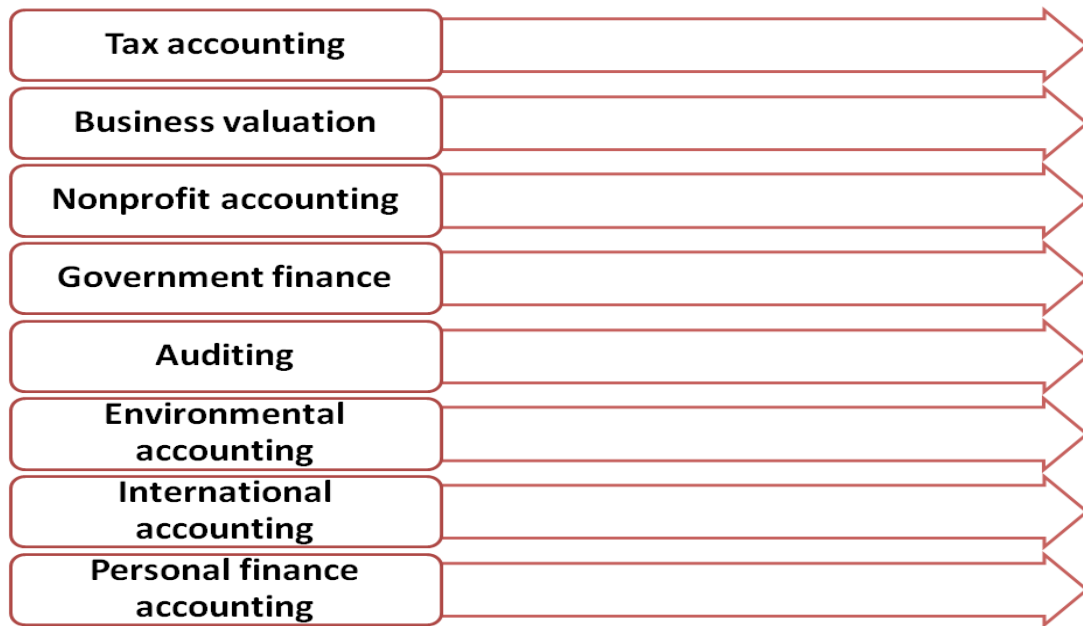 Tax accounting
Business valuation
Nonprofit accounting
Government finance
Auditing
Environmental
accounting
International
accounting
Personal finance
accounting